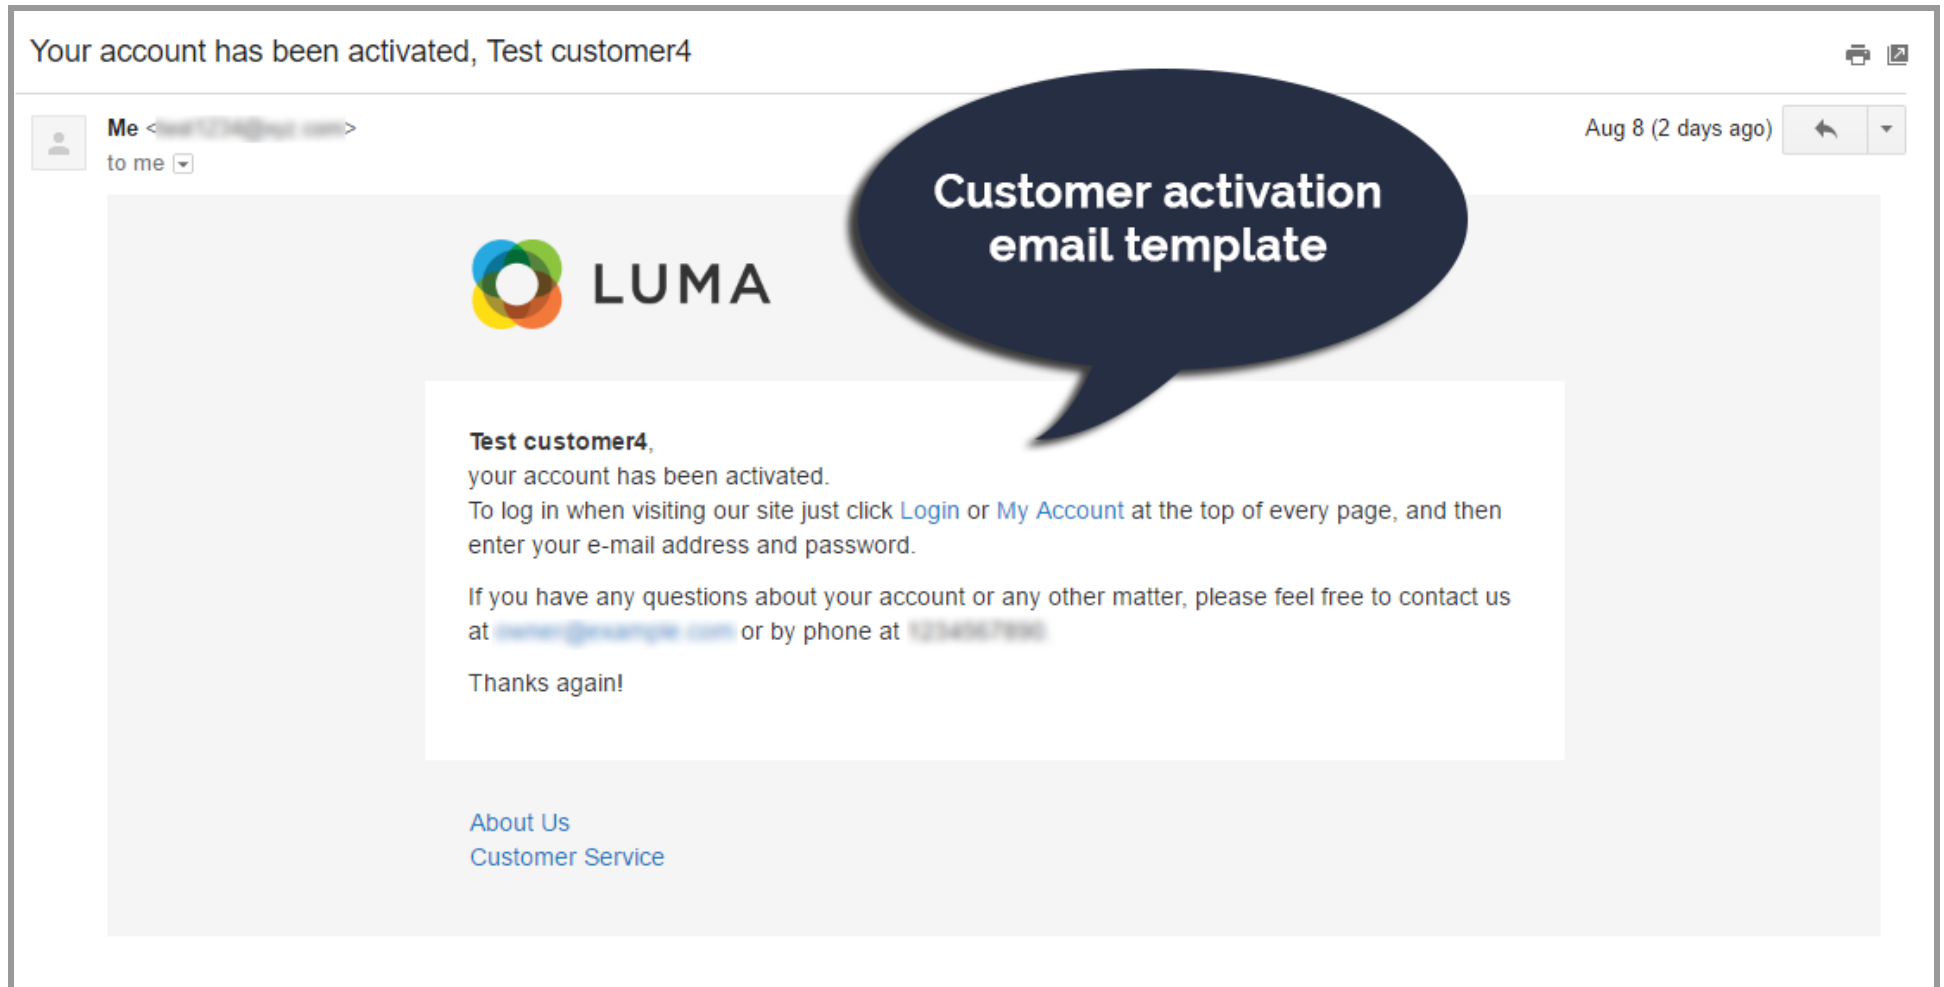 Your account has been activated, Test customer4
Me < >
Aug 8 (2 days ago)
to me
Customer activation
email template
LUMA
Test customer4,
your account has been activated.
To log in when visiting our site just click Login or My Account at the top of every page, and then
enter your e-mail address and password.
If you have any questions about your account or any other matter, please feel free to contact us
at owner@example.com or by phone at 1234567890.
Thanks again!
About Us
Customer Service